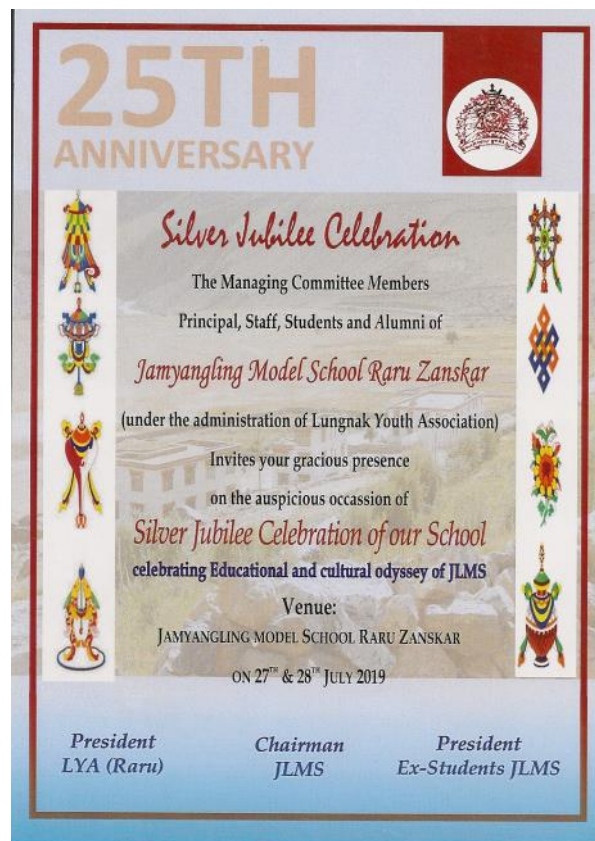 25TH
ANNIVERSARY
Silver Jubilee Celebration
The Managing Committee Members
Principal, Staff, Students and Alumni of
Jamyangling Model School Raru Zanskar
(under the administration of Lungnak Youth Association)
Invites your gracious presence
on the auspicious occassion of
Silver Jubilee Celebration of our School
celebrating Educational and cultural odyssey of JLMS
Venue:
JAMYANGLING MODEL SCHOOL RARU ZANSKAR
ON 27TH & 28TH JULY 2019
President
LYA (Raru)
Chairman
JLMS
President
Ex-Students JLMS